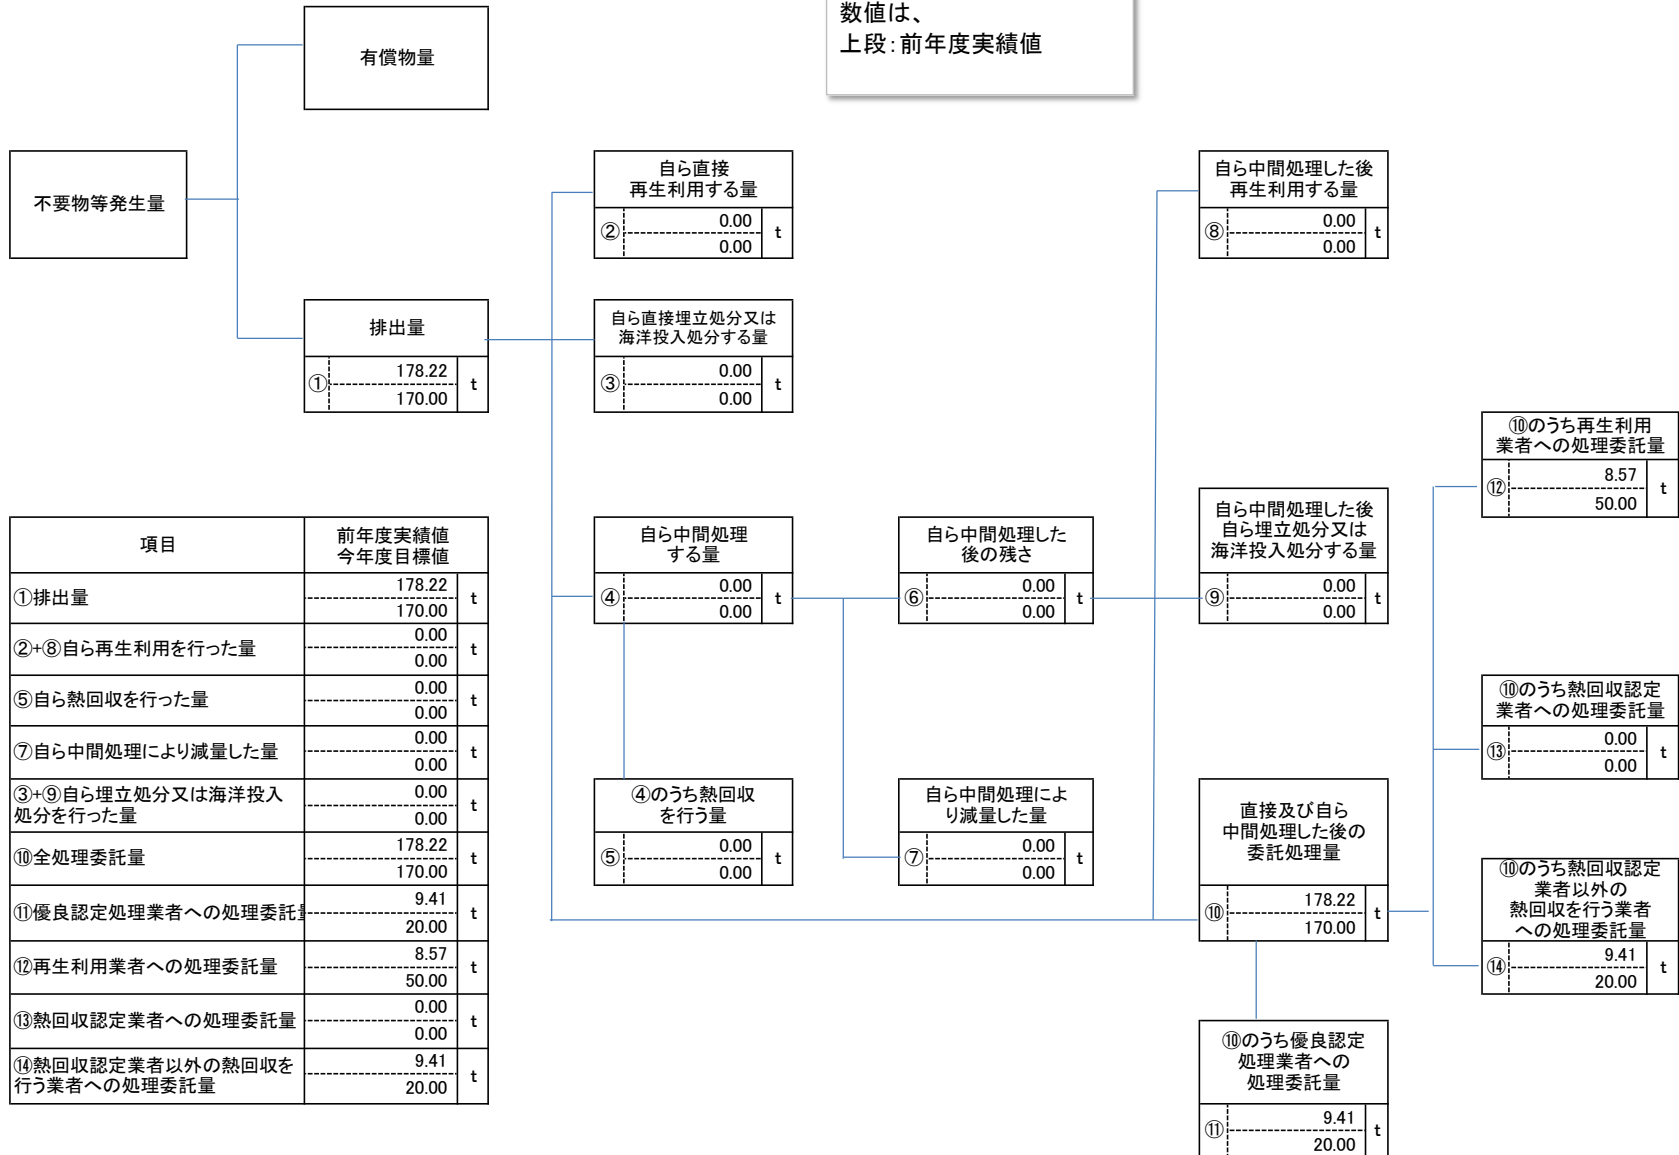 数値は、
上段:前年度実績値
有償物量
不要物等発生量
排出量
①
178.22
t
170.00
自ら直接
再生利用する量
②
0.00
t
0.00
自ら直接埋立処分又は
海洋投入処分する量
③
0.00
t
0.00
自ら中間処理した後
再生利用する量
⑧
0.00
t
0.00
自ら中間処理
する量
④
0.00
t
0.00
自ら中間処理した
後の残さ
⑥
0.00
t
0.00
自ら中間処理した後
自ら埋立処分又は
海洋投入処分する量
⑨
0.00
t
0.00
④のうち熱回収
を行う量
⑤
0.00
t
0.00
自ら中間処理によ
り減量した量
⑦
0.00
t
0.00
直接及び自ら
中間処理した後の
委託処理量
⑩
178.22
t
170.00
⑩のうち優良認定
処理業者への
処理委託量
⑪
9.41
t
20.00
⑩のうち再生利用
業者への処理委託量
⑫
8.57
t
50.00
⑩のうち熱回収認定
業者への処理委託量
⑬
0.00
t
0.00
⑩のうち熱回収認定
業者以外の
熱回収を行う業者
への処理委託量
⑭
9.41
t
20.00
項目
前年度実績値
今年度目標値
①排出量
178.22
t
170.00
②+⑧自ら再生利用を行った量
0.00
t
0.00
⑤自ら熱回収を行った量
0.00
t
0.00
⑦自ら中間処理により減量した量
0.00
t
0.00
③+⑨自ら埋立処分又は海洋投入
処分を行った量
0.00
t
0.00
⑩全処理委託量
178.22
t
170.00
⑪優良認定処理業者への処理委託
9.41
t
20.00
⑫再生利用業者への処理委託量
8.57
t
50.00
⑬熱回収認定業者への処理委託量
0.00
t
0.00
⑭熱回収認定業者以外の熱回収を
行う業者への処理委託量
9.41
t
20.00